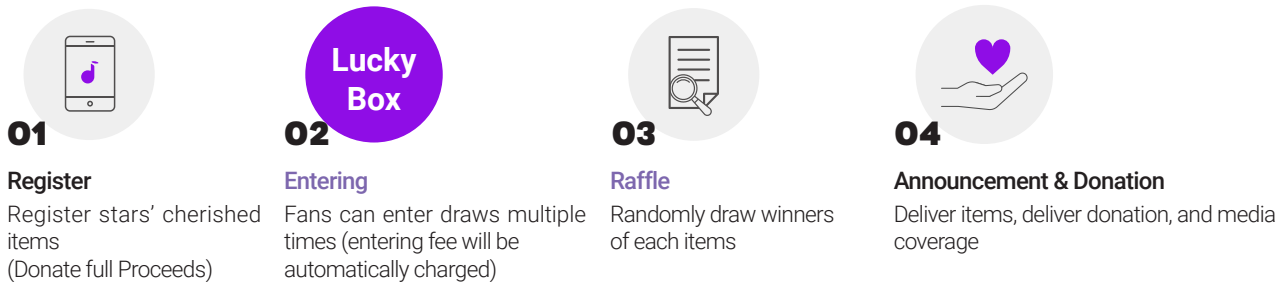 01
Register
Register stars' cherished
items
(Donate full Proceeds)
Lucky
Box
02
Entering
Fans can enter draws multiple
times (entering fee will be
automatically charged)
03
Raffle
Randomly draw winners
of each items
04
Announcement & Donation
Deliver items, deliver donation, and media
coverage